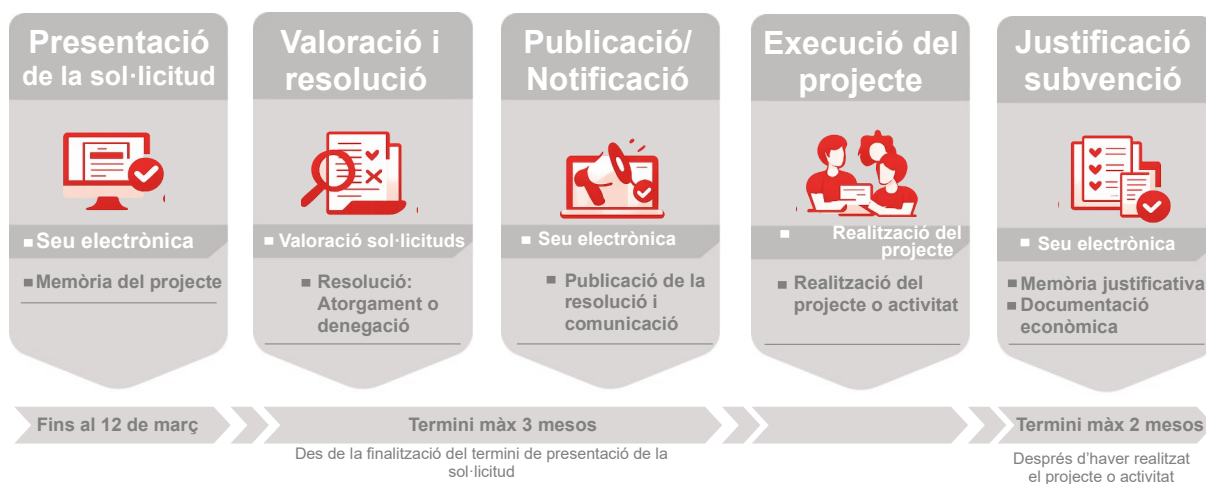 Presentació
de la sol·licitud
■ Seu electrònica
■ Memòria del projecte
Valoració i
resolució
■ Valoració sol·licituds
■ Resolució:
Atorgament o
denegació
Publicació/
Notificació
■ Seu electrònica
■ Publicació de la
resolució i
comunicació
Execució del
projecte
■ Realització del
projecte
■ Realització del
projecte o activitat
Justificació
subvenció
■ Seu electrònica
■ Memòria justificativa
■ Documentació
econòmica
Fins al 12 de març
Termini màx 3 mesos
Des de la finalització del termini de presentació de la
sol·licitud
Termini màx 2 mesos
Després d’haver realitzat
el projecte o activitat